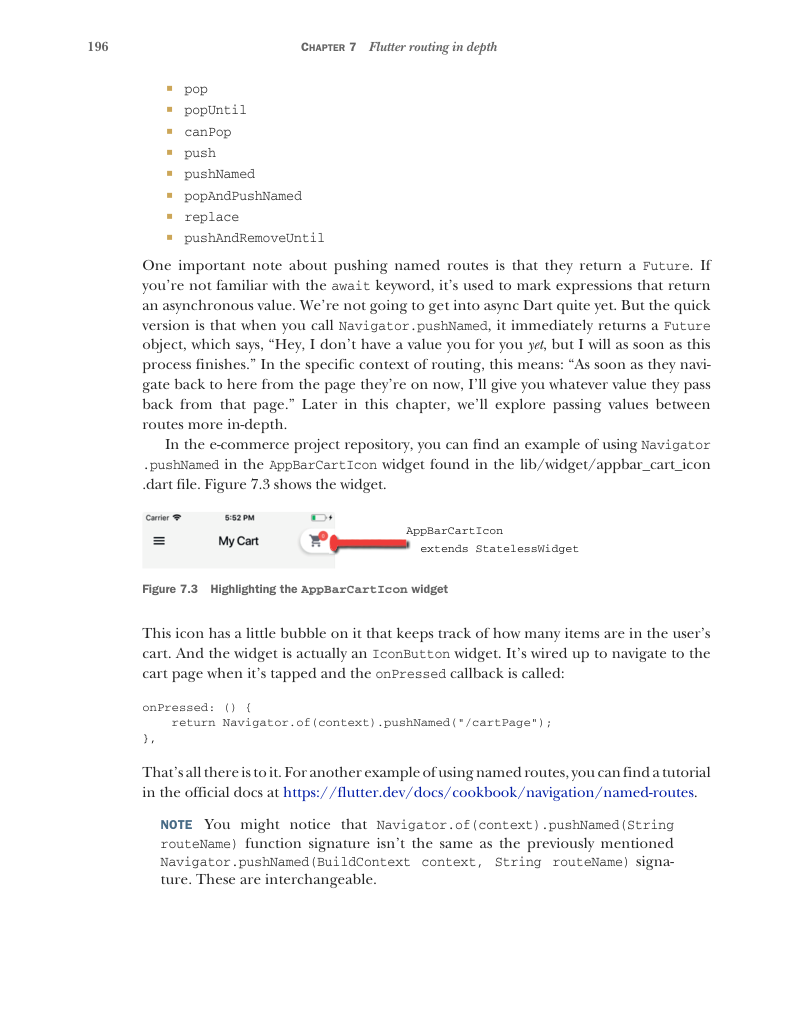 196 CHAPTER 7 Flutter routing in depth
■ pop
■ popUntil
■ canPop
■ push
■ pushNamed
■ popAndPushNamed
■ replace
■ pushAndRemoveUntil
One important note about pushing named routes is that they return a Future. If
you’re not familiar with the await keyword, it’s used to mark expressions that return
an asynchronous value. We’re not going to get into async Dart quite yet. But the quick
version is that when you call Navigator.pushNamed, it immediately returns a Future
object, which says, “Hey, I don’t have a value you for you yet, but I will as soon as this
process finishes.” In the specific context of routing, this means: “As soon as they navi-
gate back to here from the page they’re on now, I’ll give you whatever value they pass
back from that page.” Later in this chapter, we’ll explore passing values between
routes more in-depth.
In the e-commerce project repository, you can find an example of using Navigator
.pushNamed in the AppBarCartIcon widget found in the lib/widget/appbar_cart_icon
.dart file. Figure 7.3 shows the widget.
Carrier 5:52 PM
My Cart
AppBarCartIcon
extends StatelessWidget
Figure 7.3 Highlighting the AppBarCartIcon widget
This icon has a little bubble on it that keeps track of how many items are in the user’s
cart. And the widget is actually an IconButton widget. It’s wired up to navigate to the
cart page when it’s tapped and the onPressed callback is called:
onPressed: () {
return Navigator.of(context).pushNamed("/cartPage");
},
That’s all there is to it. For another example of using named routes, you can find a tutorial
in the official docs at https://flutter.dev/docs/cookbook/navigation/named-routes.
NOTE You might notice that Navigator.of(context).pushNamed(String
routeName) function signature isn’t the same as the previously mentioned
Navigator.pushNamed(BuildContext context, String routeName) signa-
ture. These are interchangeable.